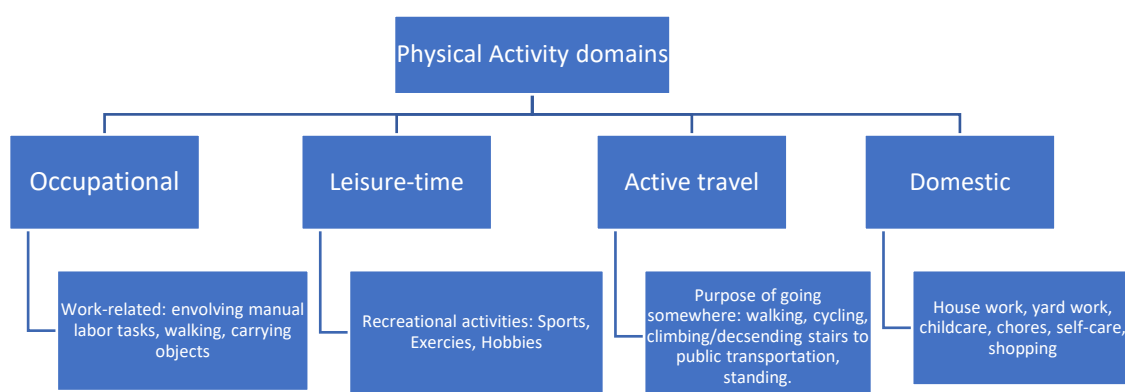 Physical Activity domains
Occupational
Leisure-time
Active travel
Domestic
Work-related: envolving manual
labor tasks, walking, carrying
objects
Recreational activities: Sports,
Exercies, Hobbies
Purpose of going
somewhere: walking, cycling,
climbing/decsending stairs to
public transportation,
standing.
House work, yard work,
childcare, chores, self-care,
shopping